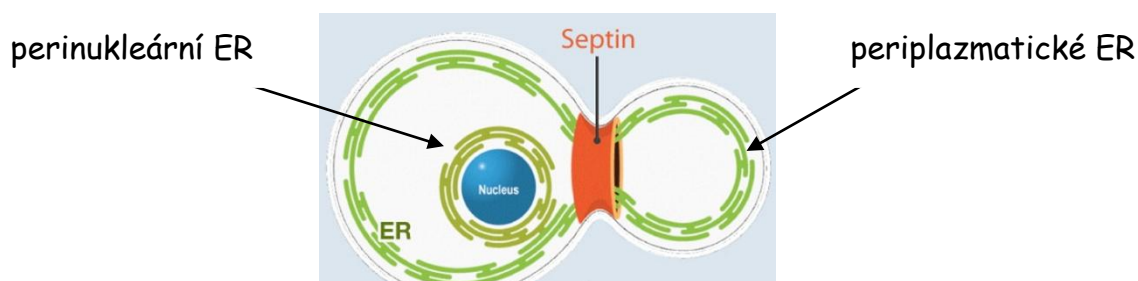 perinukleární ER
Septin
periplazmatické ER
Nucleus
ER